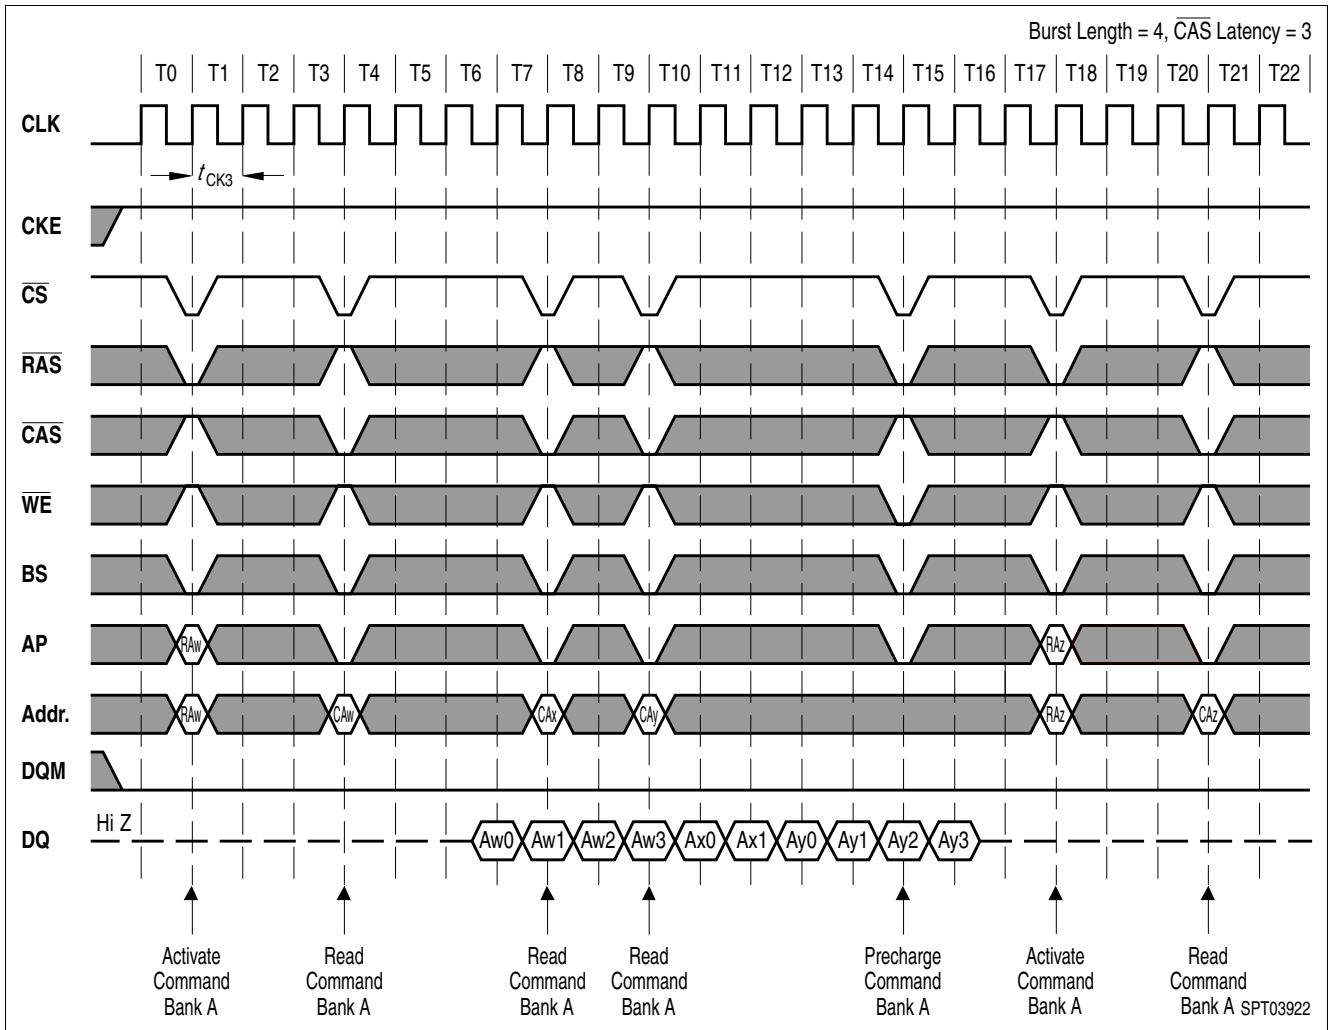 Burst Length = 4, CAS Latency = 3
T0 T1 T2 T3 T4 T5 T6 T7 T8 T9 T10 T11 T12 T13 T14 T15 T16 T17 T18 T19 T20 T21 T22
CLK
tCK3
CKE
CS
RAS
CAS
WE
BS
AP RAw RAz
Addr. RAw CAw CAx CAy RAz CAz
DQM
Hi Z
DQ Aw0 Aw1 Aw2 Aw3 Ax0 Ax1 Ay0 Ay1 Ay2 Ay3
Activate
Command
Bank A
Read
Command
Bank A
Read
Command
Bank A
Read
Command
Bank A
Precharge
Command
Bank A
Activate
Command
Bank A
Read
Command
Bank A
SPT03922